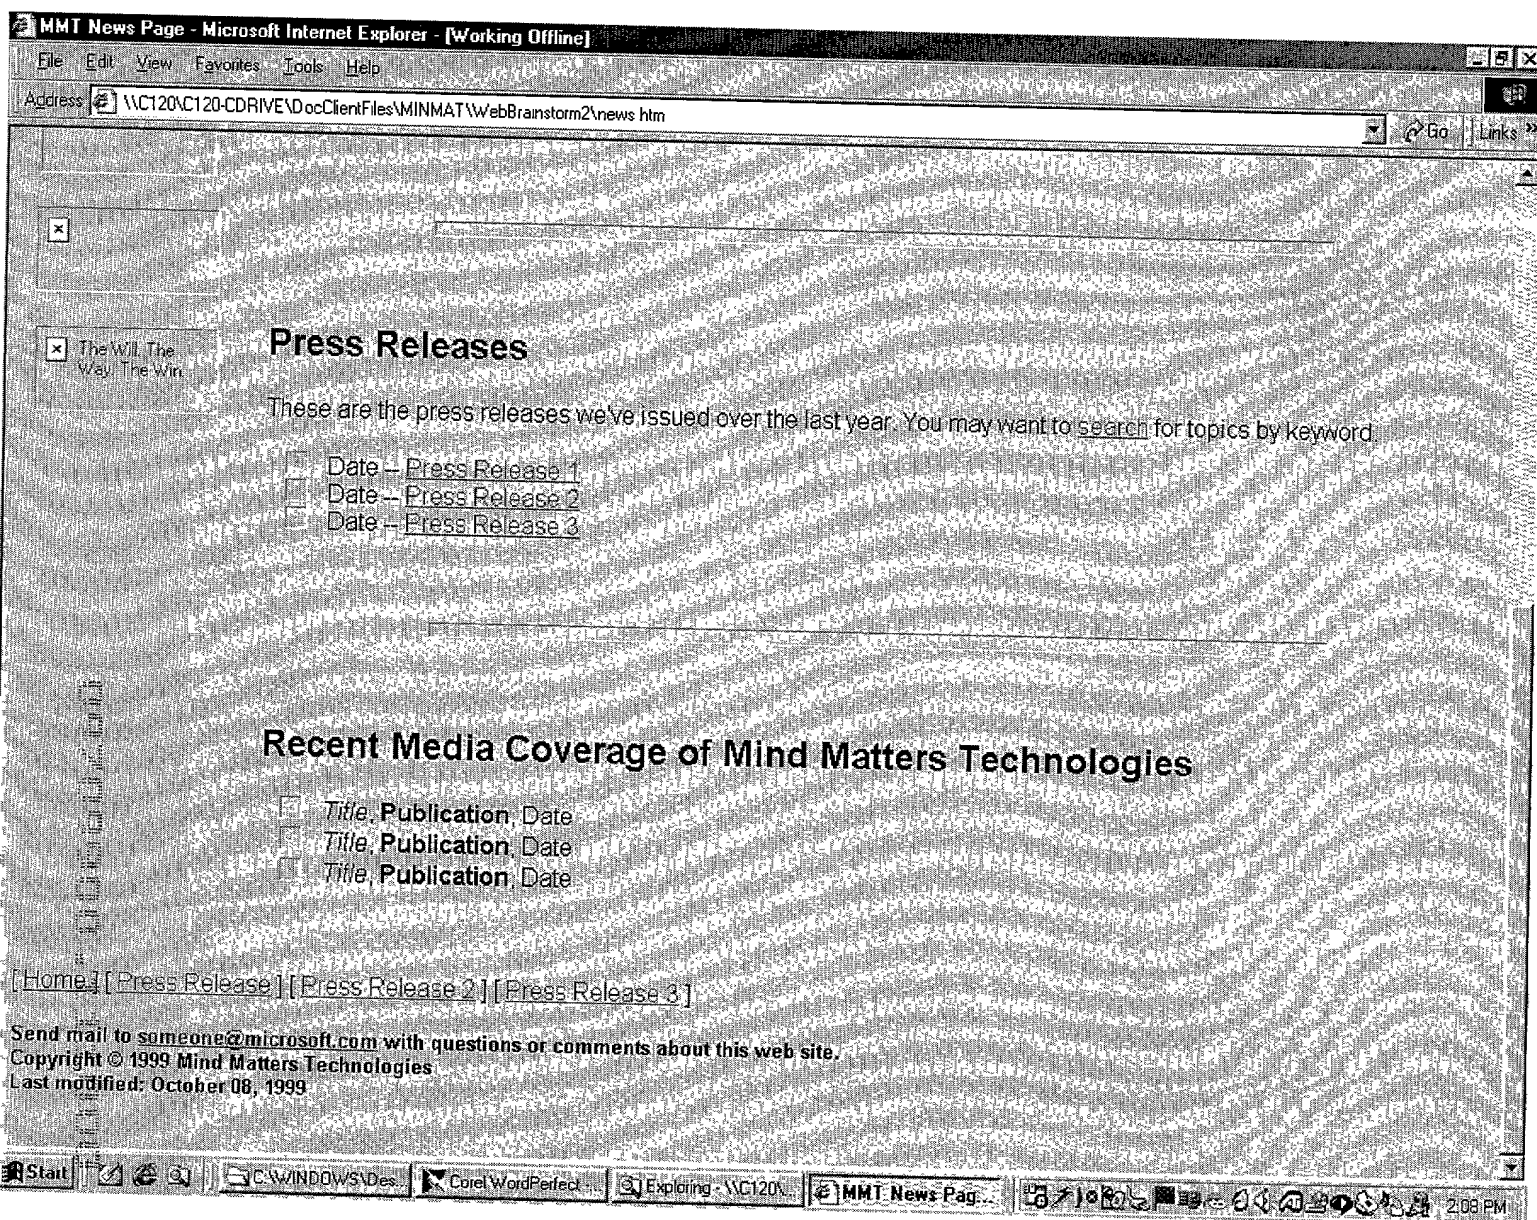 MMT News Page - Microsoft Internet Explorer - [Working Offline]
File Edit View Favorites Tools Help
Address \\C120\C120-CDRIVE\DocClientFiles\MINMAT\WebBrainstorm2\news htm
Go Links »
The Will. The
Way. The Win.
Press Releases
These are the press releases we've issued over the last year. You may want to search for topics by keyword.
Date -- Press Release 1
Date -- Press Release 2
Date -- Press Release 3
Recent Media Coverage of Mind Matters Technologies
Title, Publication, Date
Title, Publication, Date
Title, Publication, Date
[ Home ] [ Press Release ] [ Press Release 2 ] [ Press Release 3 ]
Send mail to someone@microsoft.com with questions or comments about this web site.
Copyright © 1999 Mind Matters Technologies
Last modified: October 08, 1999
Start C:\WINDOWS\Des... Corel WordPerfect -... Exploring - \\C120\... MMT News Pag... 2:08 PM